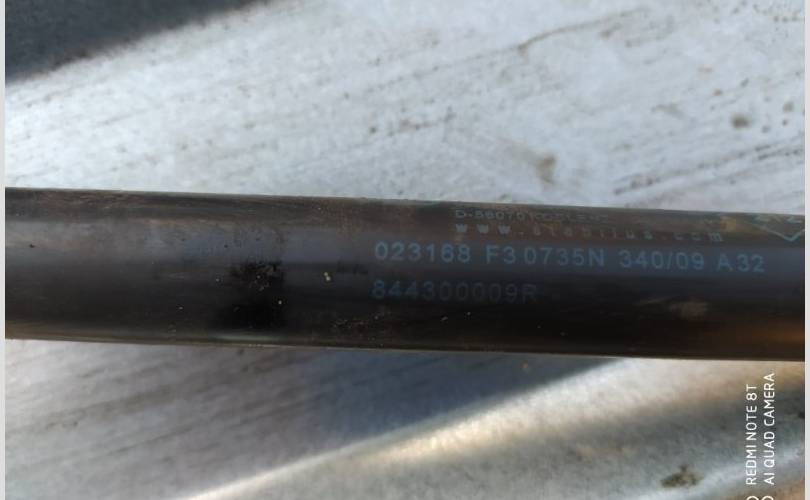 D-56070 KOBLENZ
www.stabilus.com
023168 F3 0735N 340/09 A32
844300009R
REDMI NOTE 8T
AI QUAD CAMERA